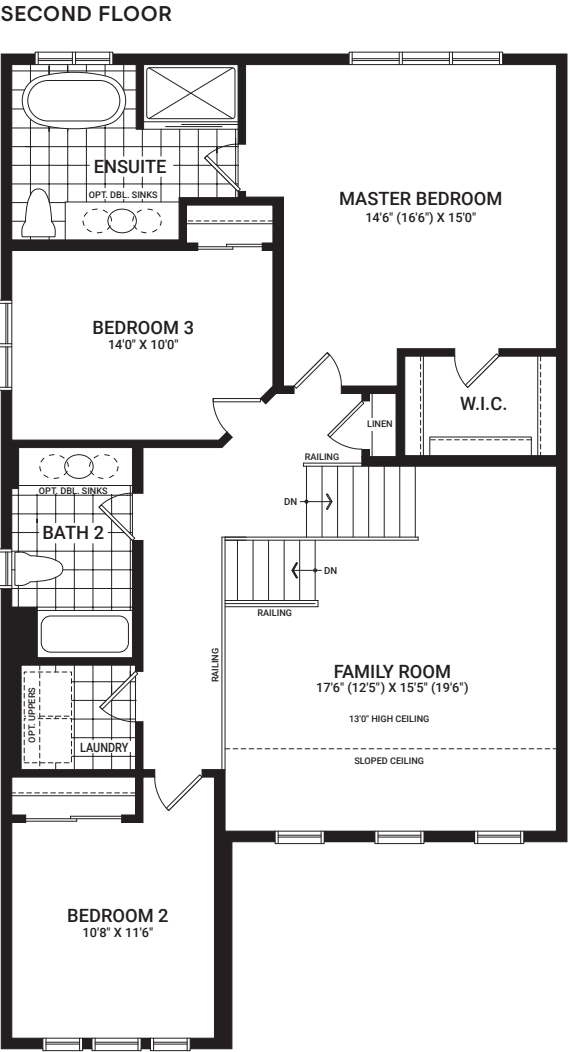 SECOND FLOOR
ENSUITE
OPT. DBL. SINKS
MASTER BEDROOM
14'6" (16'6") X 15'0"
BEDROOM 3
14'0" X 10'0"
W.I.C.
LINEN
RAILING
DN
OPT. DBL. SINKS
BATH 2
DN
RAILING
RAILING
FAMILY ROOM
17'6" (12'5") X 15'5" (19'6")
13'0" HIGH CEILING
SLOPED CEILING
OPT. UPPERS
LAUNDRY
BEDROOM 2
10'8" X 11'6"